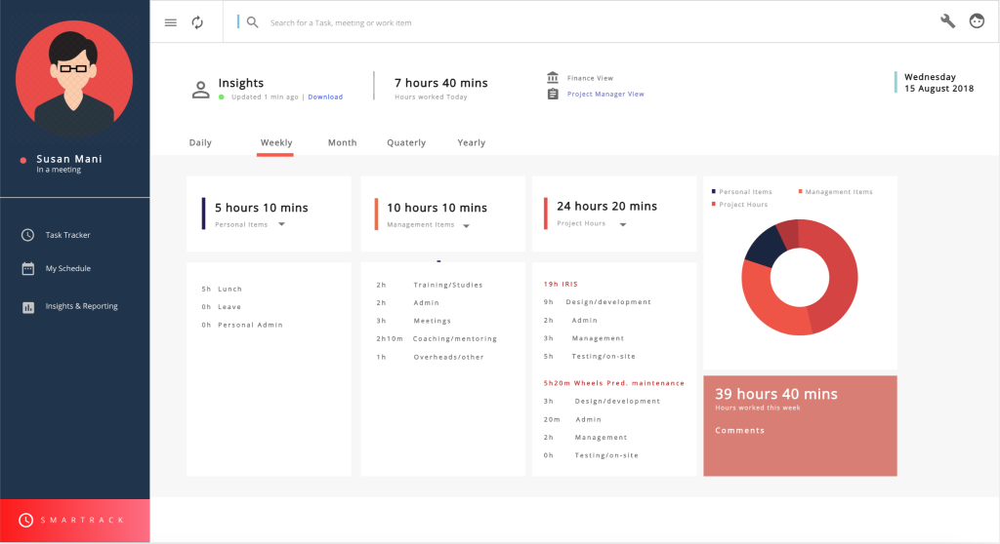 Search for a Task, meeting or work item
Susan Mani
In a meeting
Task Tracker
My Schedule
Insights & Reporting
SMARTRACK
Insights
Updated 1 min ago | Download
7 hours 40 mins
Hours worked Today
Finance View
Project Manager View
Wednesday
15 August 2018
Daily
Weekly
Month
Quaterly
Yearly
5 hours 10 mins
Personal Items
10 hours 10 mins
Management Items
24 hours 20 mins
Project Hours
5h Lunch
0h Leave
0h Personal Admin
2h Training/Studies
2h Admin
3h Meetings
2h10m Coaching/mentoring
1h Overheads/other
19h IRIS
9h Design/development
2h Admin
3h Management
5h Testing/on-site
5h20m Wheels Pred. maintenance
3h Design/development
20m Admin
2h Management
0h Testing/on-site
Personal Items
Management Items
Project Hours
39 hours 40 mins
Hours worked this week
Comments